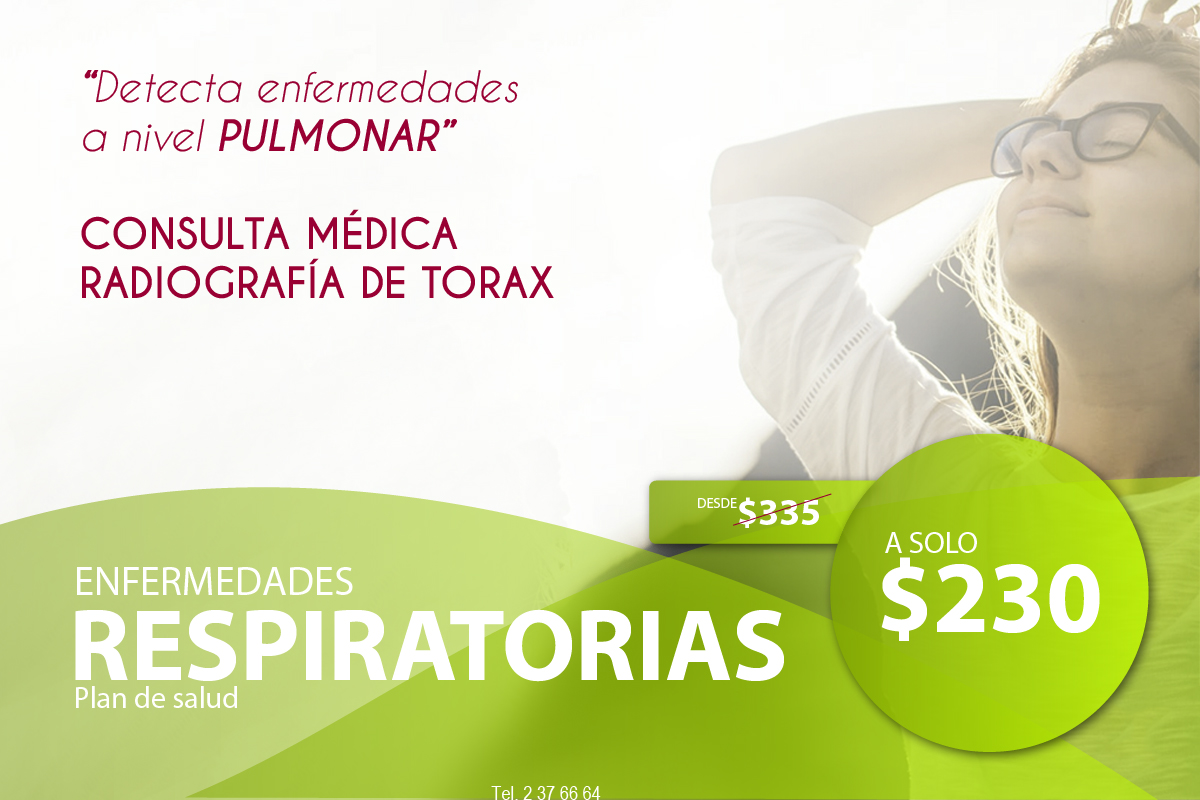 “Detecta enfermedades
a nivel PULMONAR”
CONSULTA MÉDICA
RADIOGRAFÍA DE TORAX
DESDE $335
A SOLO
$230
ENFERMEDADES
RESPIRATORIAS
Plan de salud
Tel. 2 37 66 64